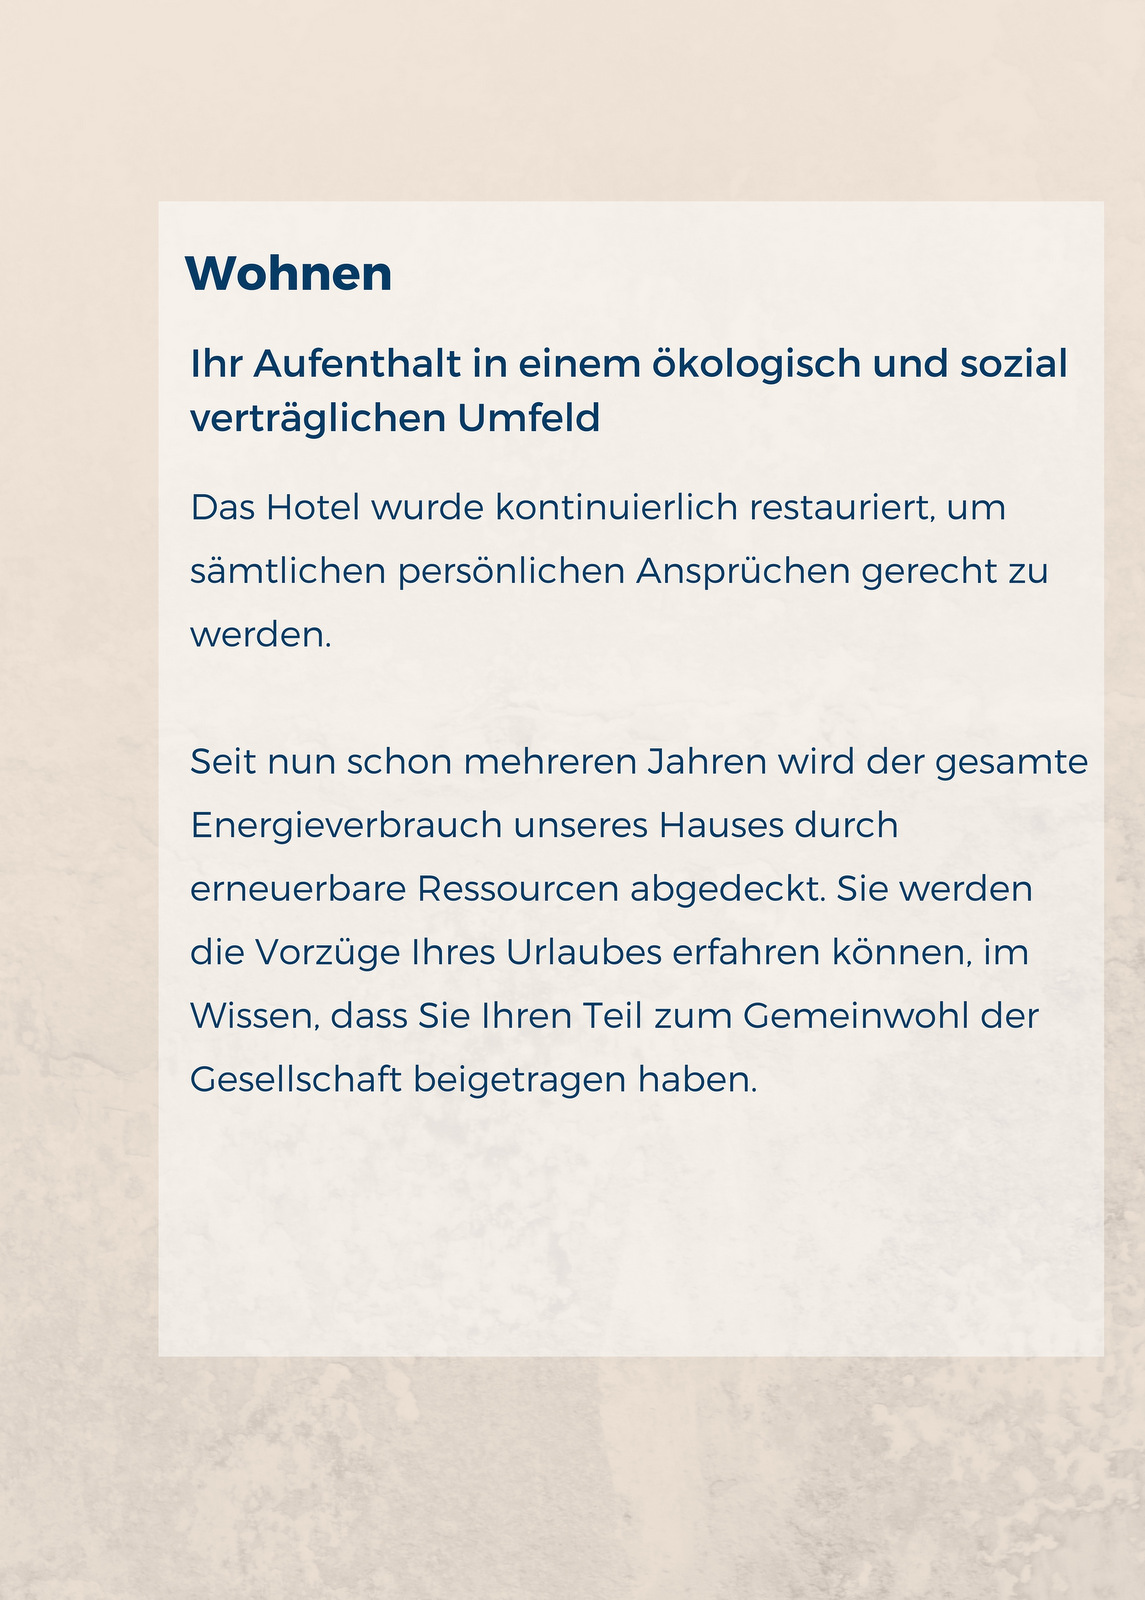 Wohnen
Ihr Aufenthalt in einem ökologisch und sozial
verträglichen Umfeld
Das Hotel wurde kontinuierlich restauriert, um
sämtlichen persönlichen Ansprüchen gerecht zu
werden.
Seit nun schon mehreren Jahren wird der gesamte
Energieverbrauch unseres Hauses durch
erneuerbare Ressourcen abgedeckt. Sie werden
die Vorzüge Ihres Urlaubes erfahren können, im
Wissen, dass Sie Ihren Teil zum Gemeinwohl der
Gesellschaft beigetragen haben.